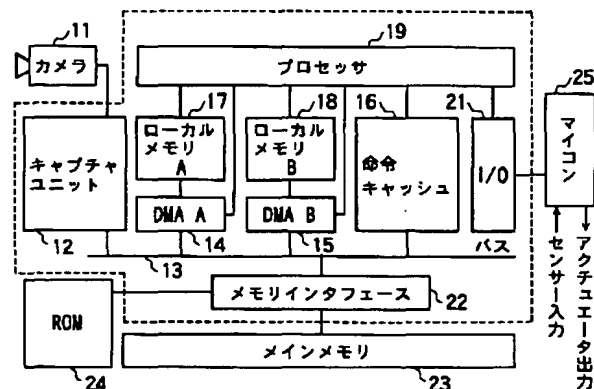 11
カメラ
19
プロセッサ
17
18
16
21
25
ローカル
メモリ
A
ローカル
メモリ
B
命令
キャッシュ
I/O
マイコン
キャプチャ
ユニット
DMA A
DMA B
12
14
15
バス
13
センサー入力
アクチュエータ出力
メモリインタフェース
22
ROM
メインメモリ
24
23